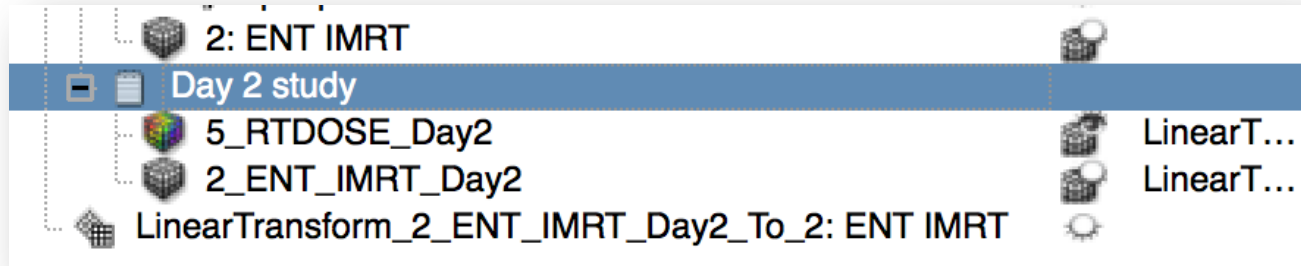 2: ENT IMRT
Day 2 study
5_RTDOSE_Day2 LinearT...
2_ENT_IMRT_Day2 LinearT...
LinearTransform_2_ENT_IMRT_Day2_To_2: ENT IMRT